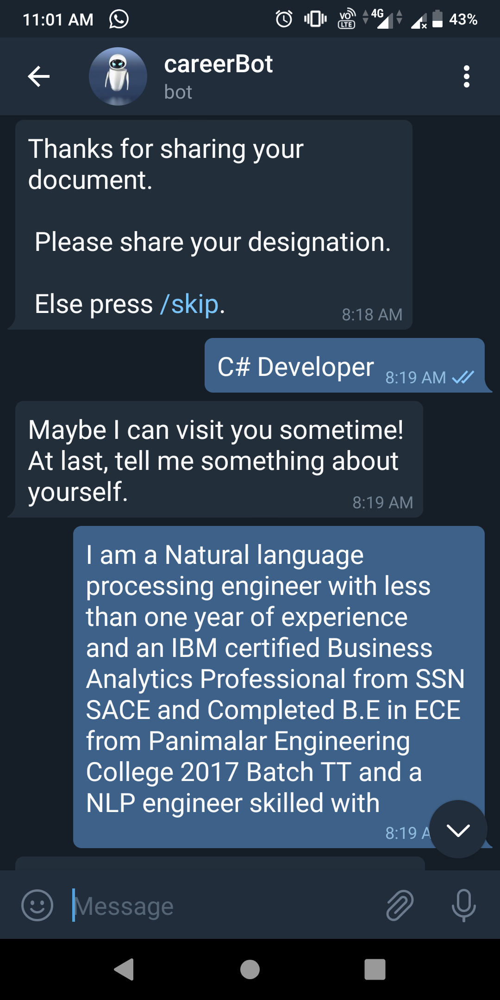 11:01 AM
VO LTE 4G 43%
careerBot
bot
Thanks for sharing your
document.
Please share your designation.
Else press /skip.
8:18 AM
C# Developer 8:19 AM
Maybe I can visit you sometime!
At last, tell me something about
yourself.
8:19 AM
I am a Natural language
processing engineer with less
than one year of experience
and an IBM certified Business
Analytics Professional from SSN
SACE and Completed B.E in ECE
from Panimalar Engineering
College 2017 Batch TT and a
NLP engineer skilled with
8:19 A
Message